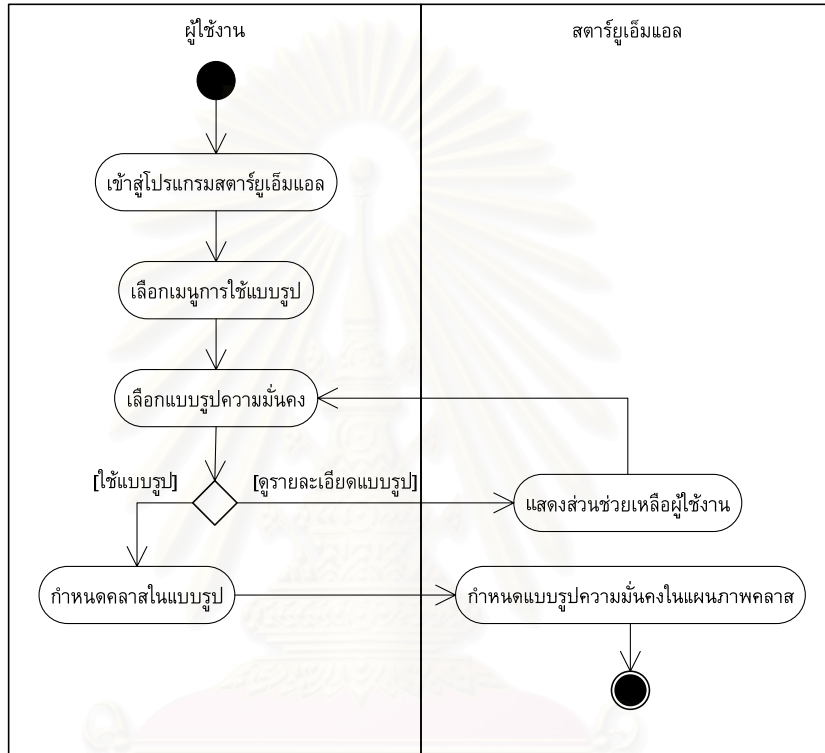 ผู้ใช้งาน
สตาร์ยูเอ็มแอล
เข้าสู่โปรแกรมสตาร์ยูเอ็มแอล
เลือกเมนูการใช้แบบรูป
เลือกแบบรูปความมั่นคง
[ใช้แบบรูป]
[ดูรายละเอียดแบบรูป]
แสดงส่วนช่วยเหลือผู้ใช้งาน
กำหนดคลาสในแบบรูป
กำหนดแบบรูปความมั่นคงในแผนภาพคลาส